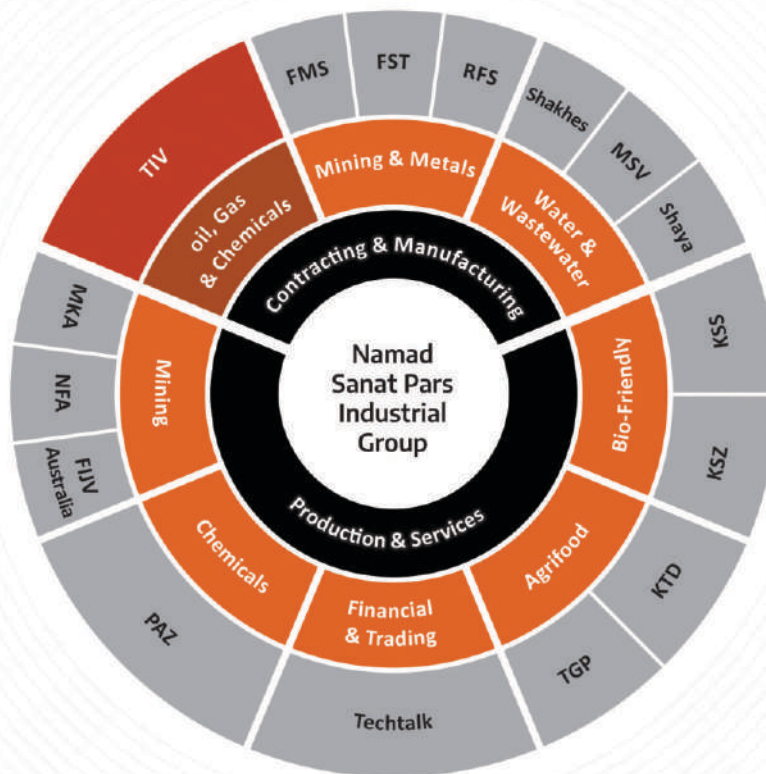 Namad
Sanat Pars
Industrial
Group
Contracting & Manufacturing
Production & Services
oil, Gas
& Chemicals
Mining & Metals
Water &
Wastewater
Bio-Friendly
Agrifood
Financial
& Trading
Chemicals
Mining
TIV
FMS
FST
RFS
Shakhes
MSV
Shaya
KSS
KSZ
KTD
TGP
Techtalk
PAZ
FIJV
Australia
NFA
MKA